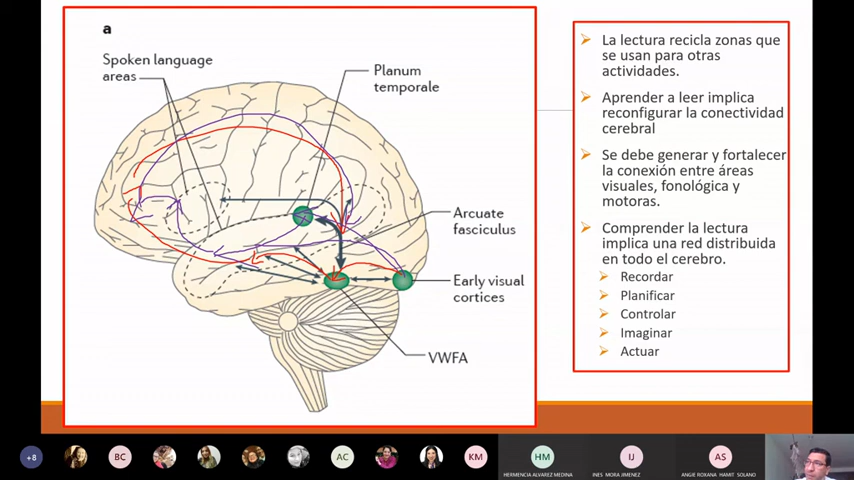 a
Spoken language
areas
Planum
temporale
Arcuate
fasciculus
Early visual
cortices
VWFA
La lectura recicla zonas que
se usan para otras
actividades.
Aprender a leer implica
reconfigurar la conectividad
cerebral
Se debe generar y fortalecer
la conexión entre áreas
visuales, fonológica y
motoras.
Comprender la lectura
implica una red distribuida
en todo el cerebro.
Recordar
Planificar
Controlar
Imaginar
Actuar
+8
BC
AC
KM
HM
IJ
AS
HERMENCIA ALVAREZ MEDINA
INES MORA JIMENEZ
ANGIE ROXANA HAMIT SOLANO